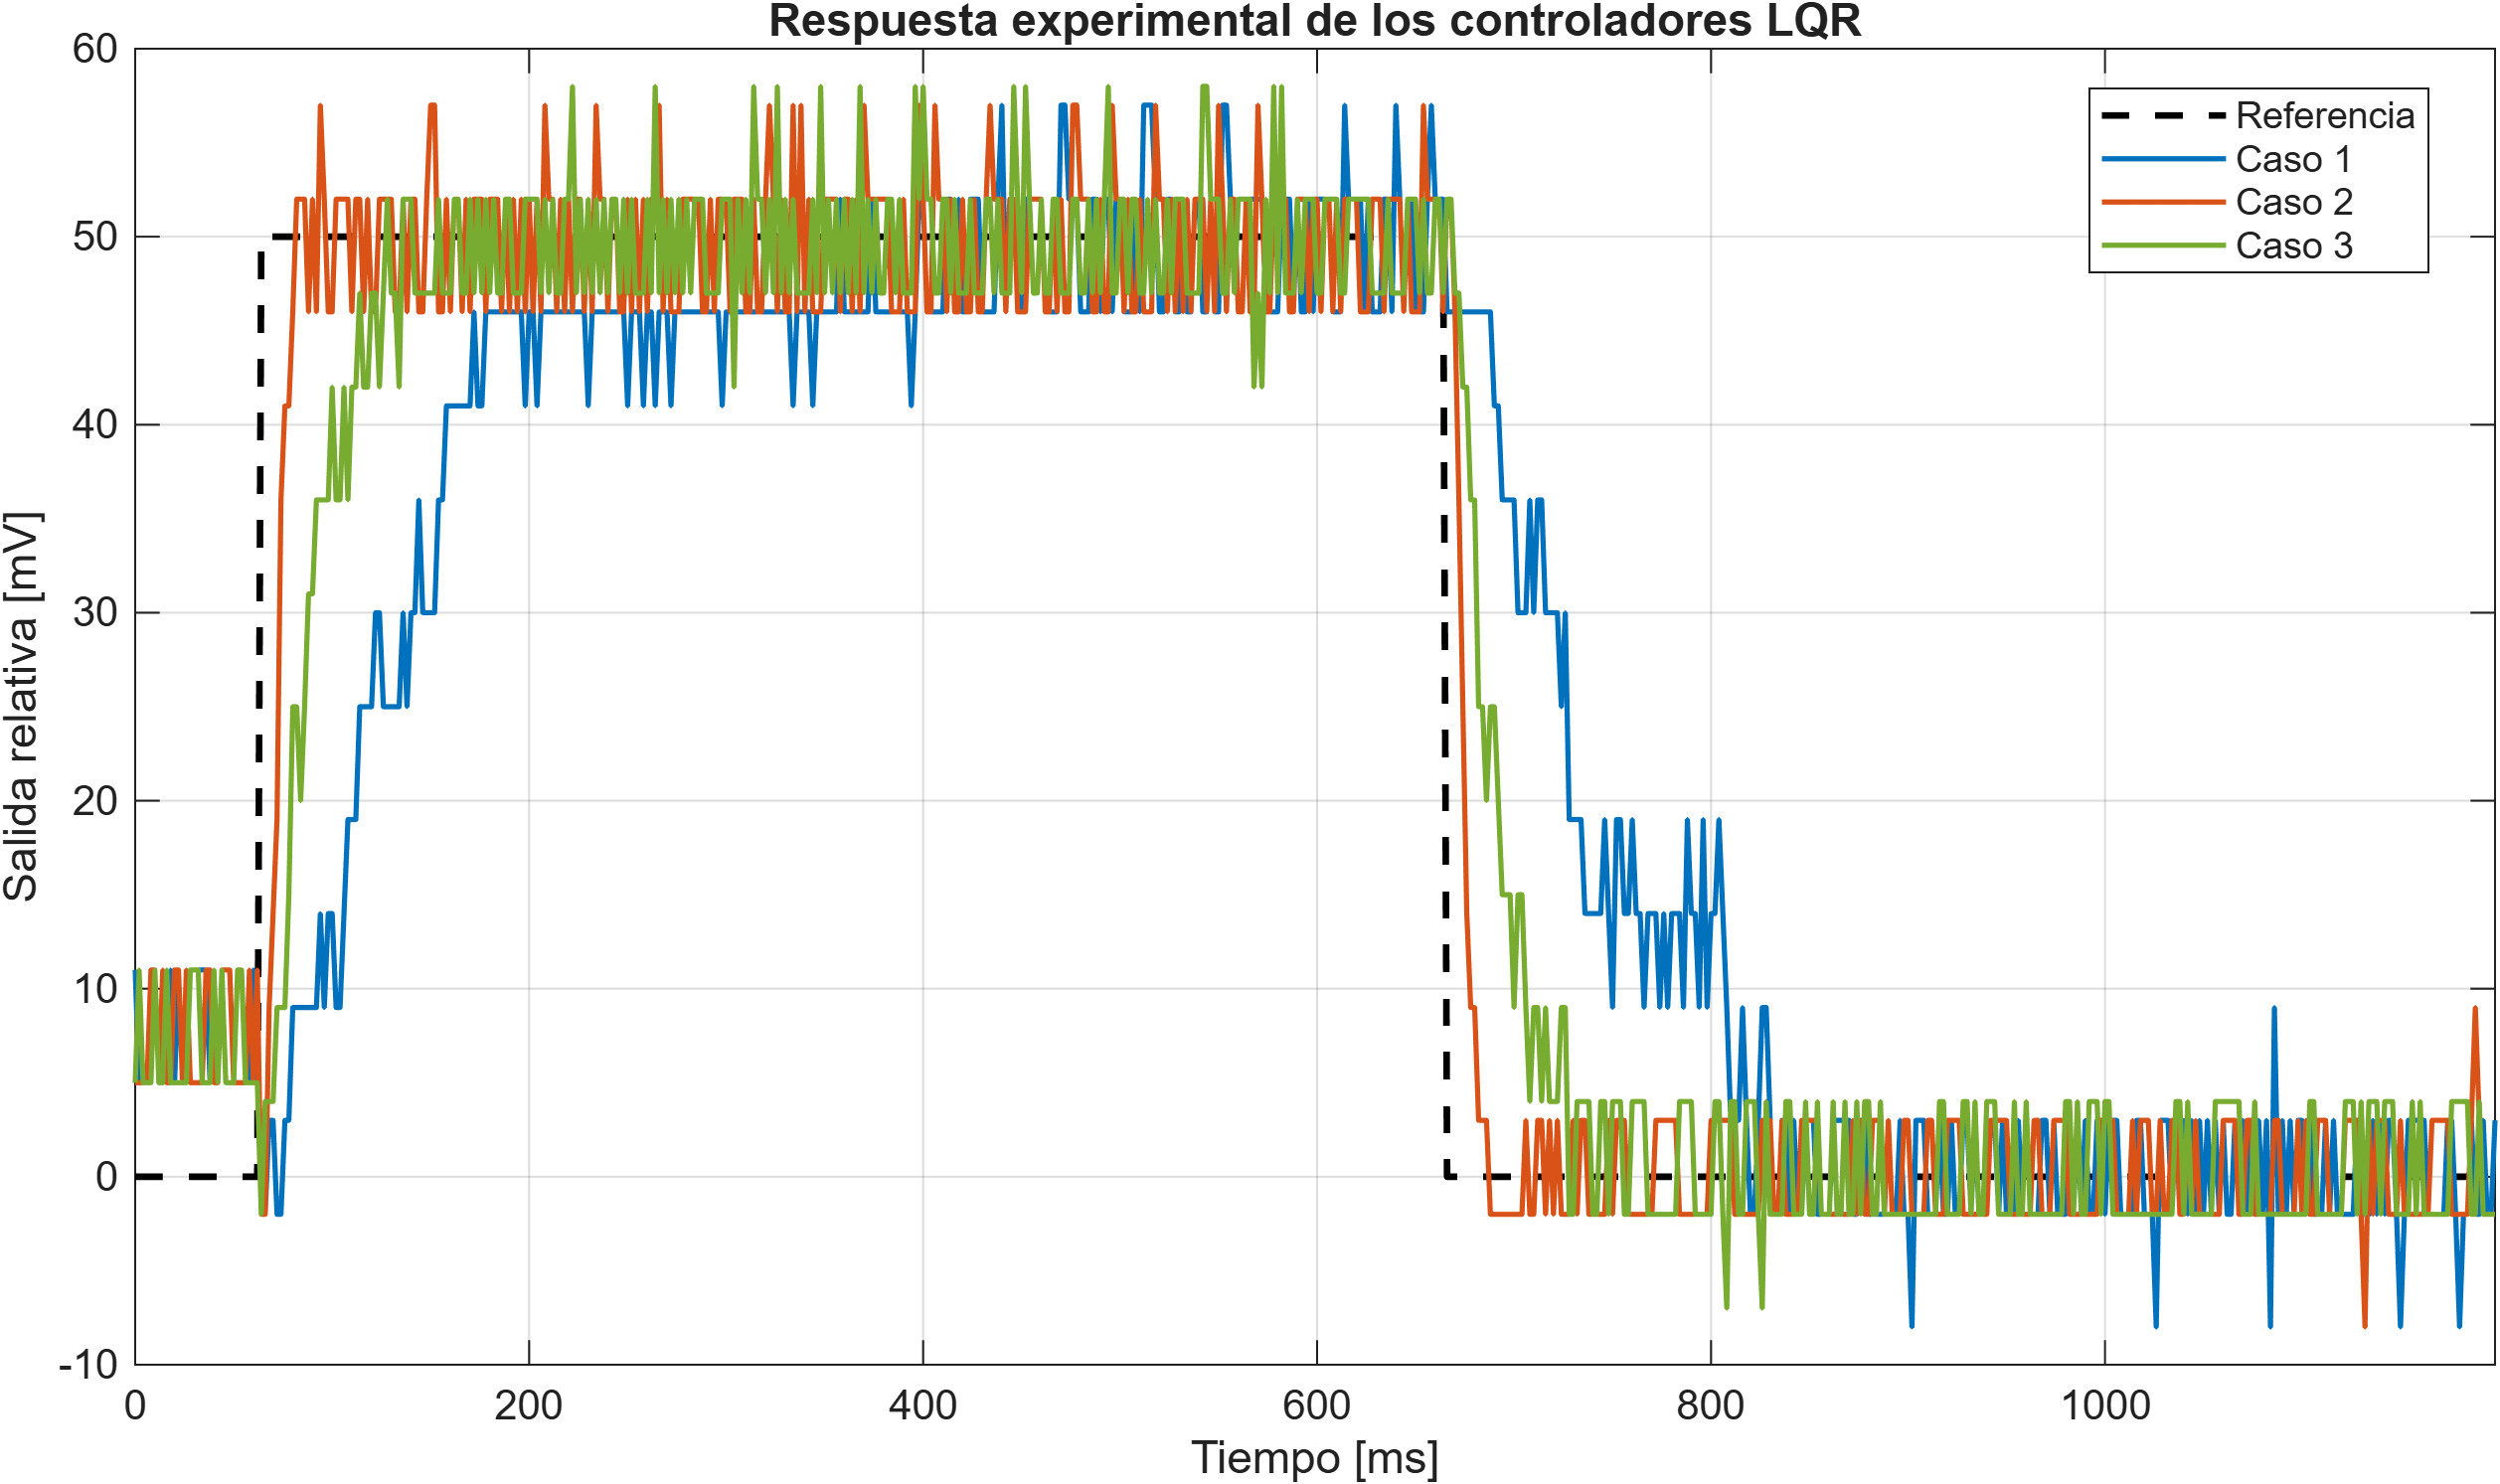 Respuesta experimental de los controladores LQR
60
50
40
30
20
10
0
-10
Salida relativa [mV]
0 200 400 600 800 1000
Tiempo [ms]
Referencia
Caso 1
Caso 2
Caso 3